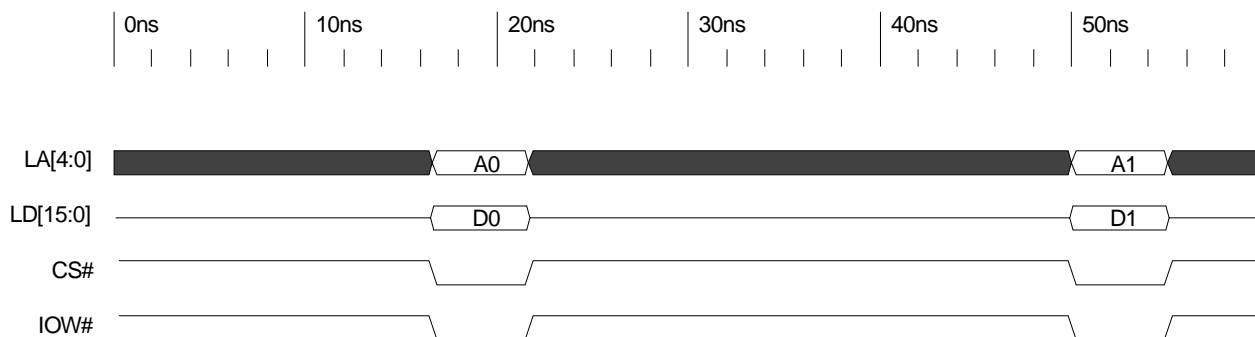 0ns 10ns 20ns 30ns 40ns 50ns
LA[4:0] A0 A1
LD[15:0] D0 D1
CS#
IOW#